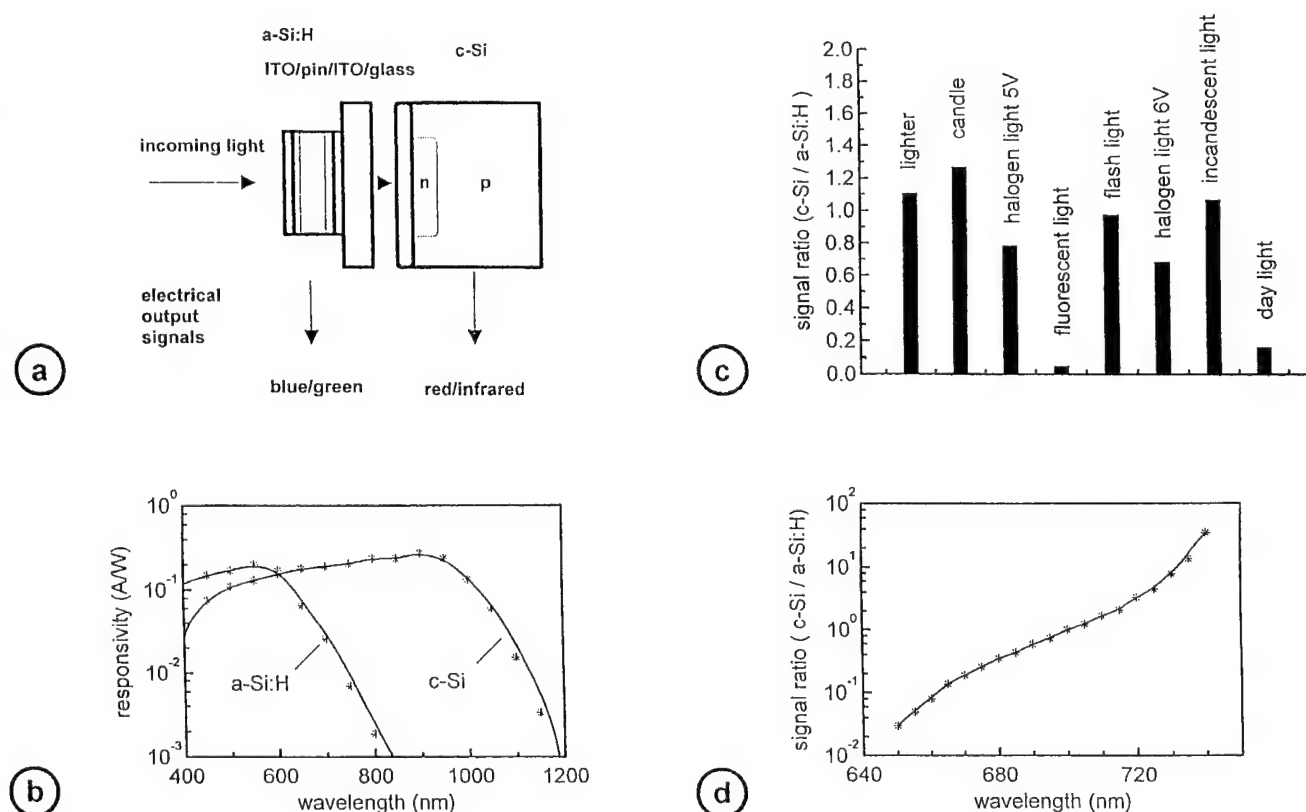 a-Si:H
ITO/pin/ITO/glass
c-Si
incoming light
n
p
electrical
output
signals
blue/green
red/infrared
a
signal ratio (c-Si / a-Si:H)
2.0
1.8
1.6
1.4
1.2
1.0
0.8
0.6
0.4
0.2
0.0
lighter
candle
halogen light 5V
fluorescent light
flash light
halogen light 6V
incandescent light
day light
c
responsivity (A/W)
10^0
10^-1
10^-2
10^-3
a-Si:H
c-Si
400 600 800 1000 1200
wavelength (nm)
b
signal ratio ( c-Si / a-Si:H)
10^2
10^1
10^0
10^-1
10^-2
640 680 720
wavelength (nm)
d